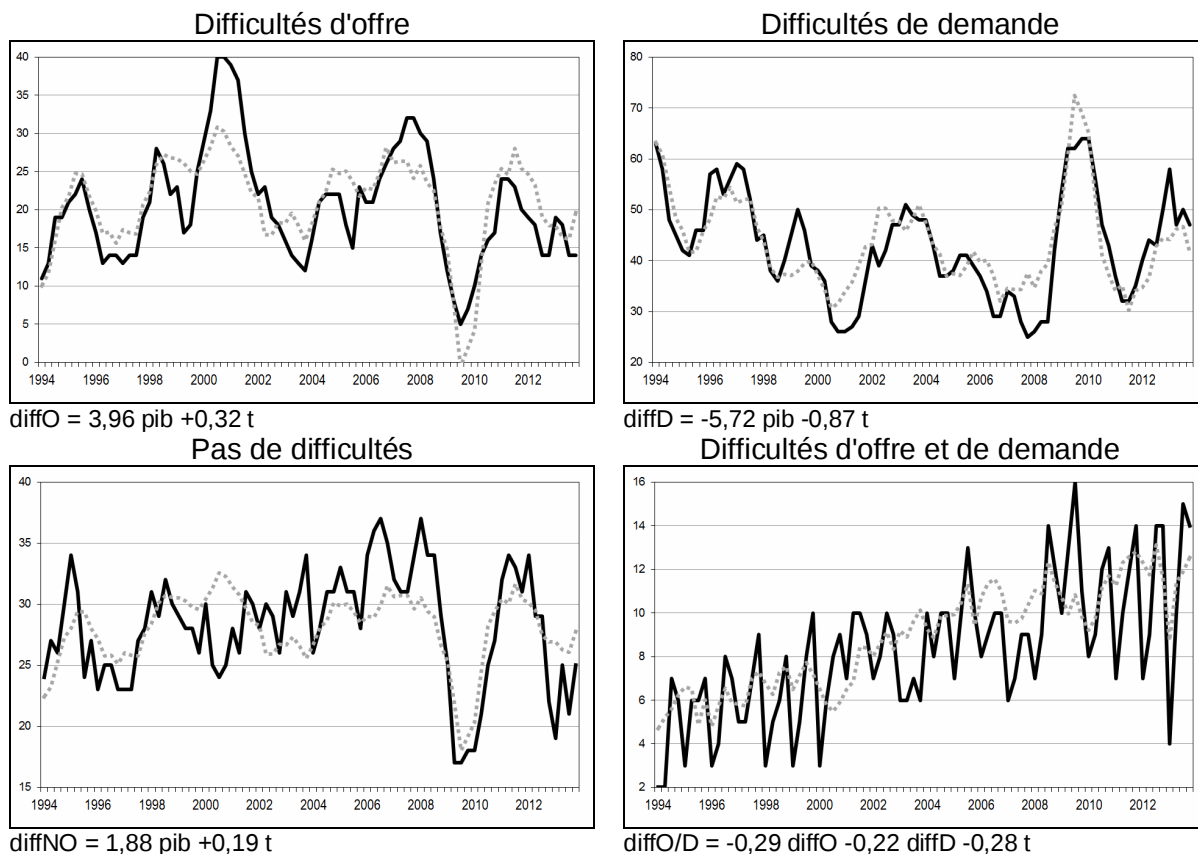 Difficultés d'offre
40
35
30
25
20
15
10
5
0
1994 1996 1998 2000 2002 2004 2006 2008 2010 2012
diffO = 3,96 pib +0,32 t
Difficultés de demande
80
70
60
50
40
30
20
1994 1996 1998 2000 2002 2004 2006 2008 2010 2012
diffD = -5,72 pib -0,87 t
Pas de difficultés
40
35
30
25
20
15
1994 1996 1998 2000 2002 2004 2006 2008 2010 2012
diffNO = 1,88 pib +0,19 t
Difficultés d'offre et de demande
16
14
12
10
8
6
4
2
1994 1996 1998 2000 2002 2004 2006 2008 2010 2012
diffO/D = -0,29 diffO -0,22 diffD -0,28 t